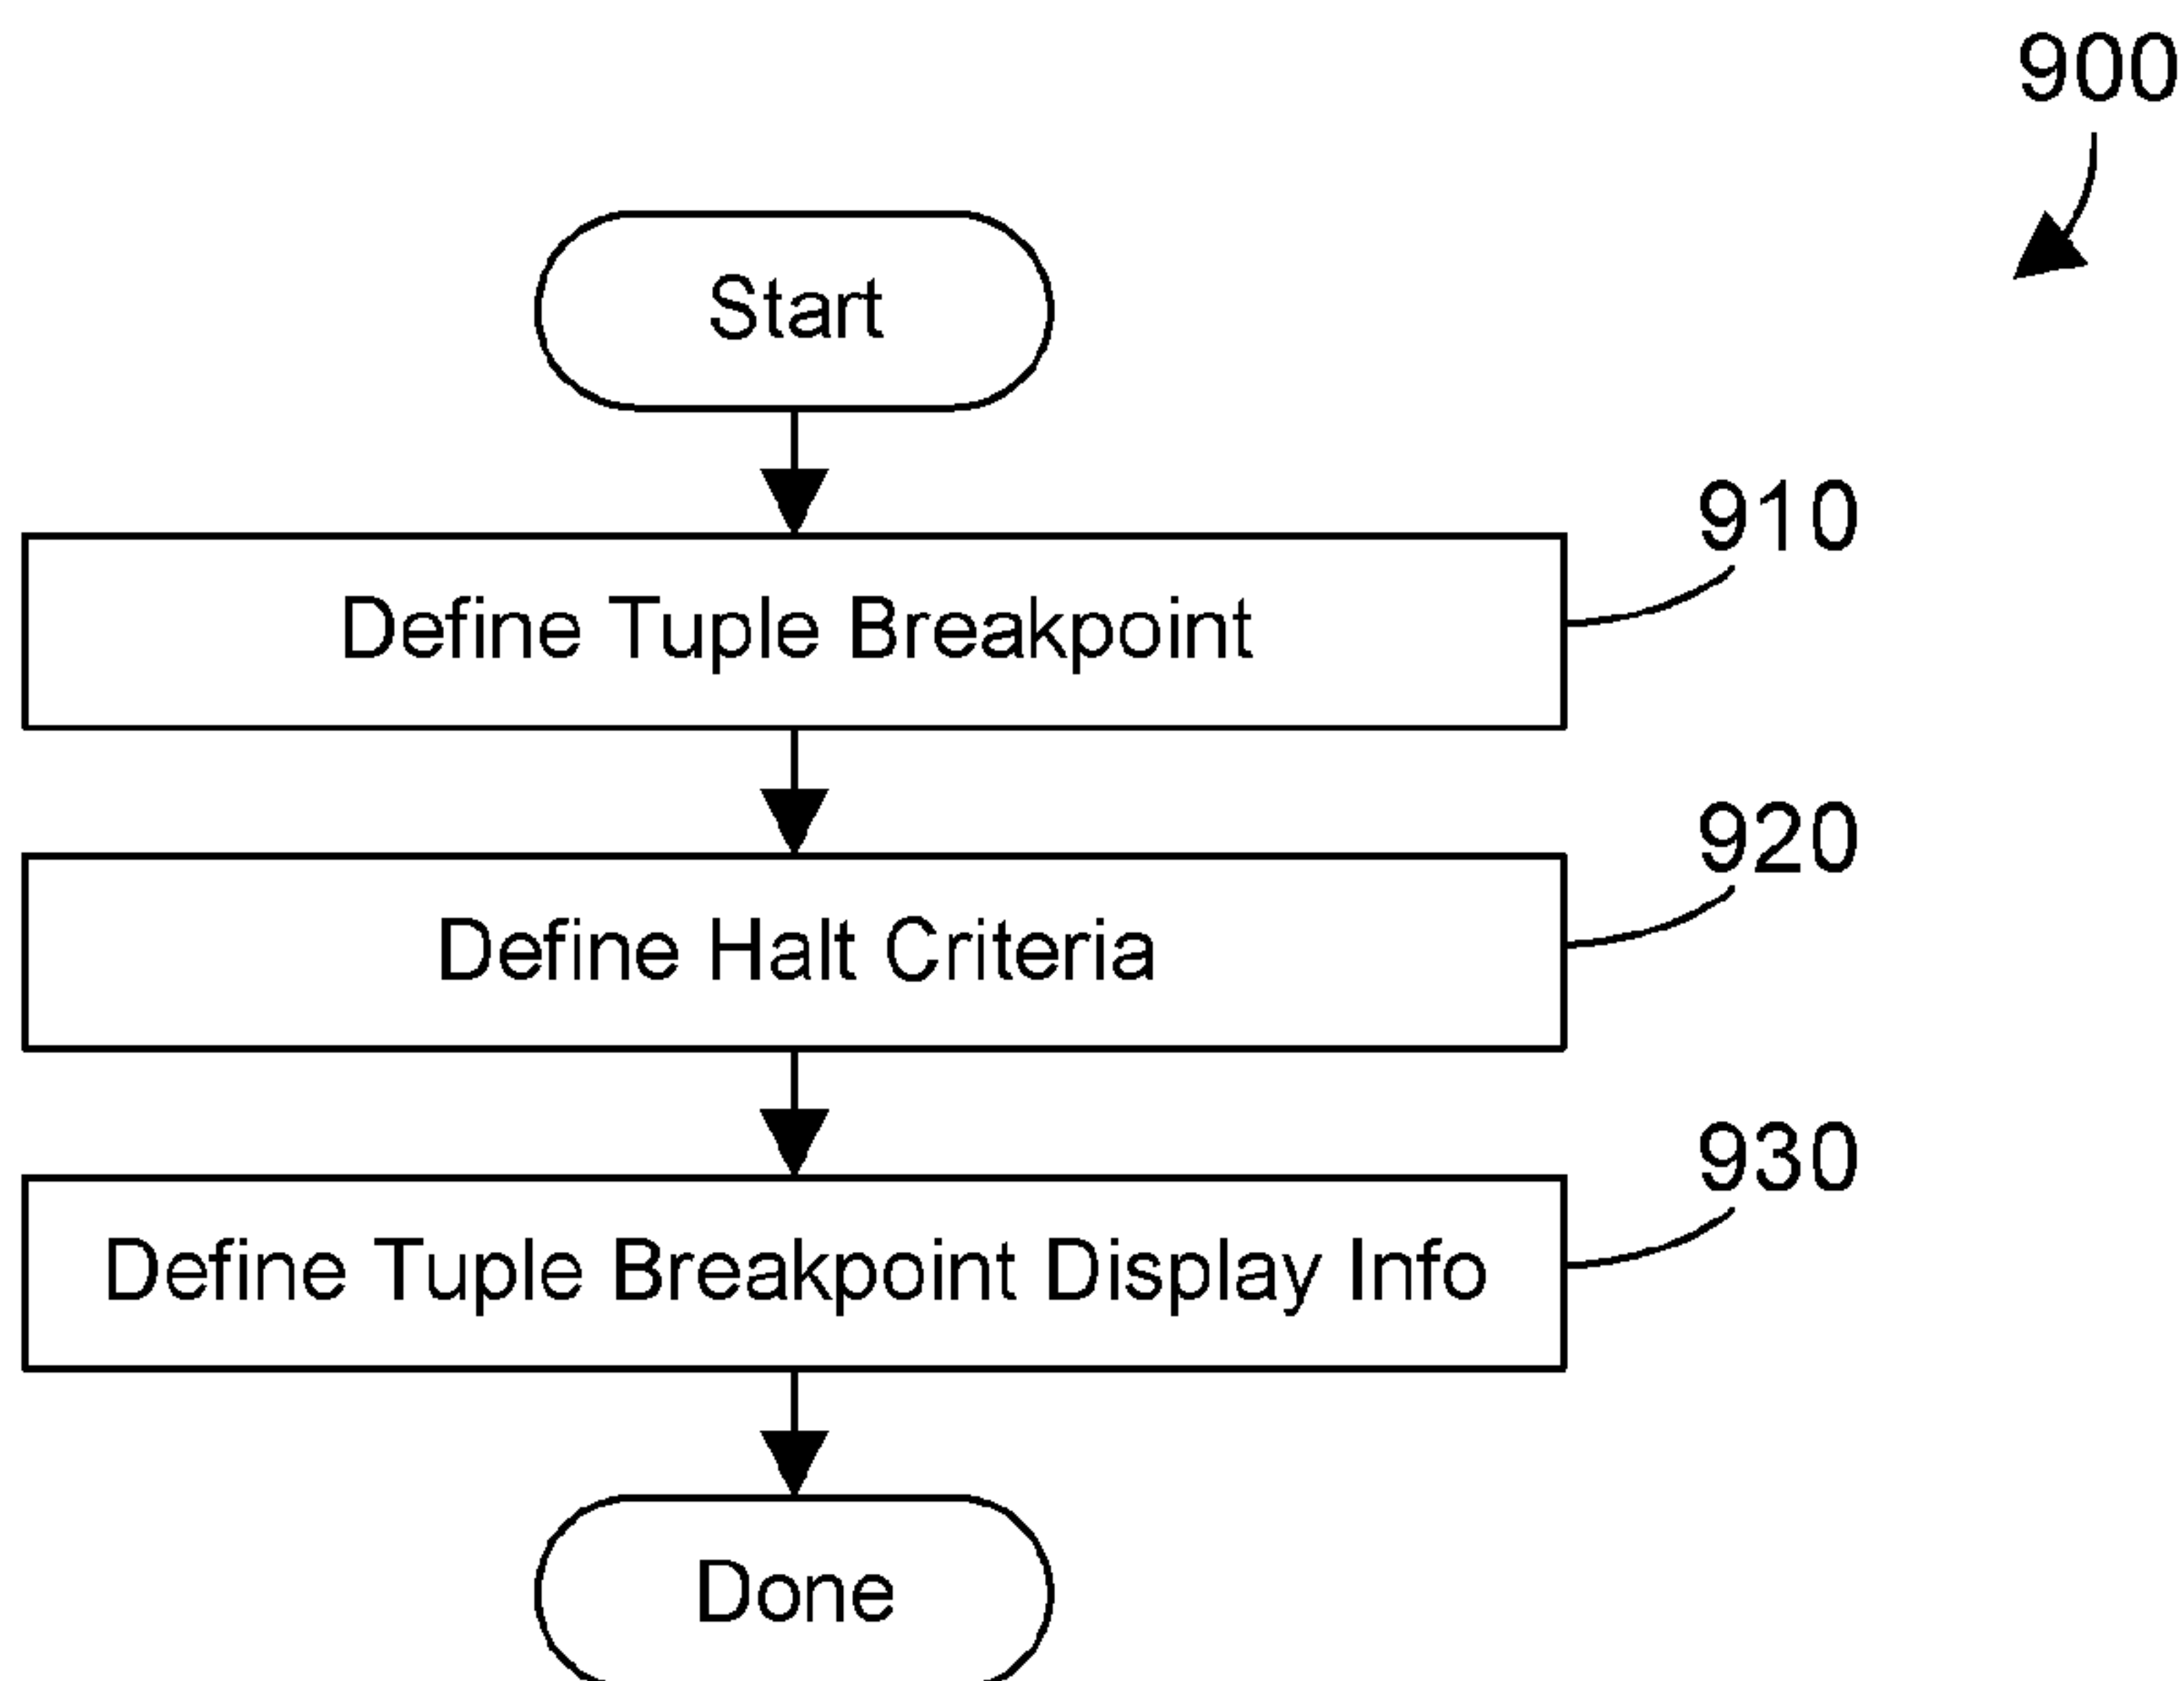 900
Start
910
Define Tuple Breakpoint
920
Define Halt Criteria
930
Define Tuple Breakpoint Display Info
Done